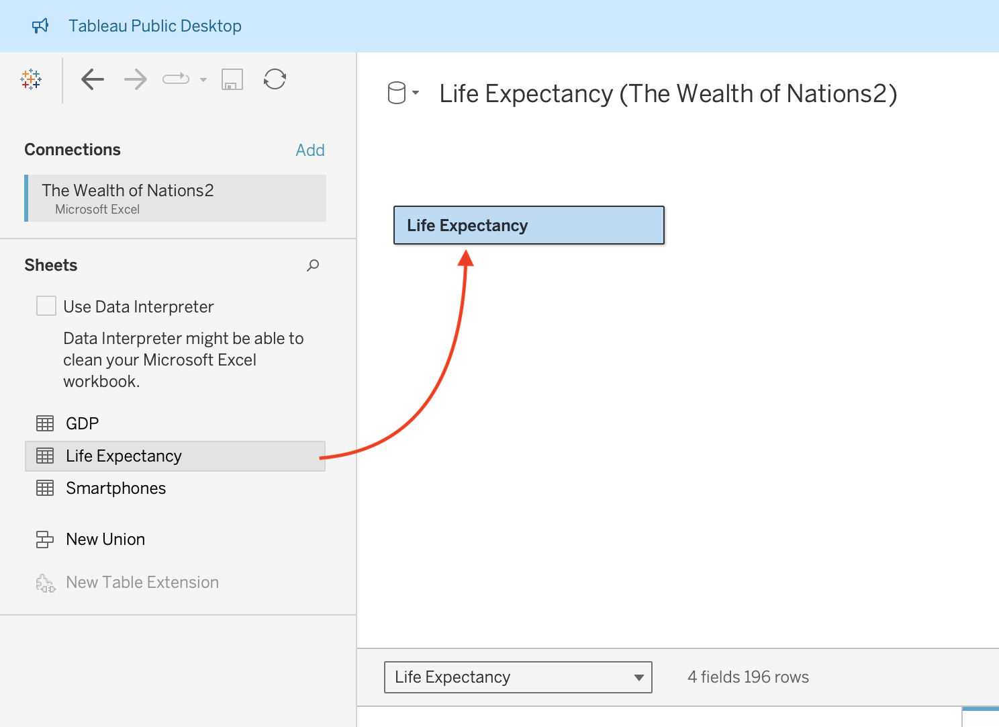 Tableau Public Desktop
Life Expectancy (The Wealth of Nations2)
Connections
Add
The Wealth of Nations2
Microsoft Excel
Life Expectancy
Sheets
Use Data Interpreter
Data Interpreter might be able to
clean your Microsoft Excel
workbook.
GDP
Life Expectancy
Smartphones
New Union
New Table Extension
Life Expectancy
4 fields 196 rows